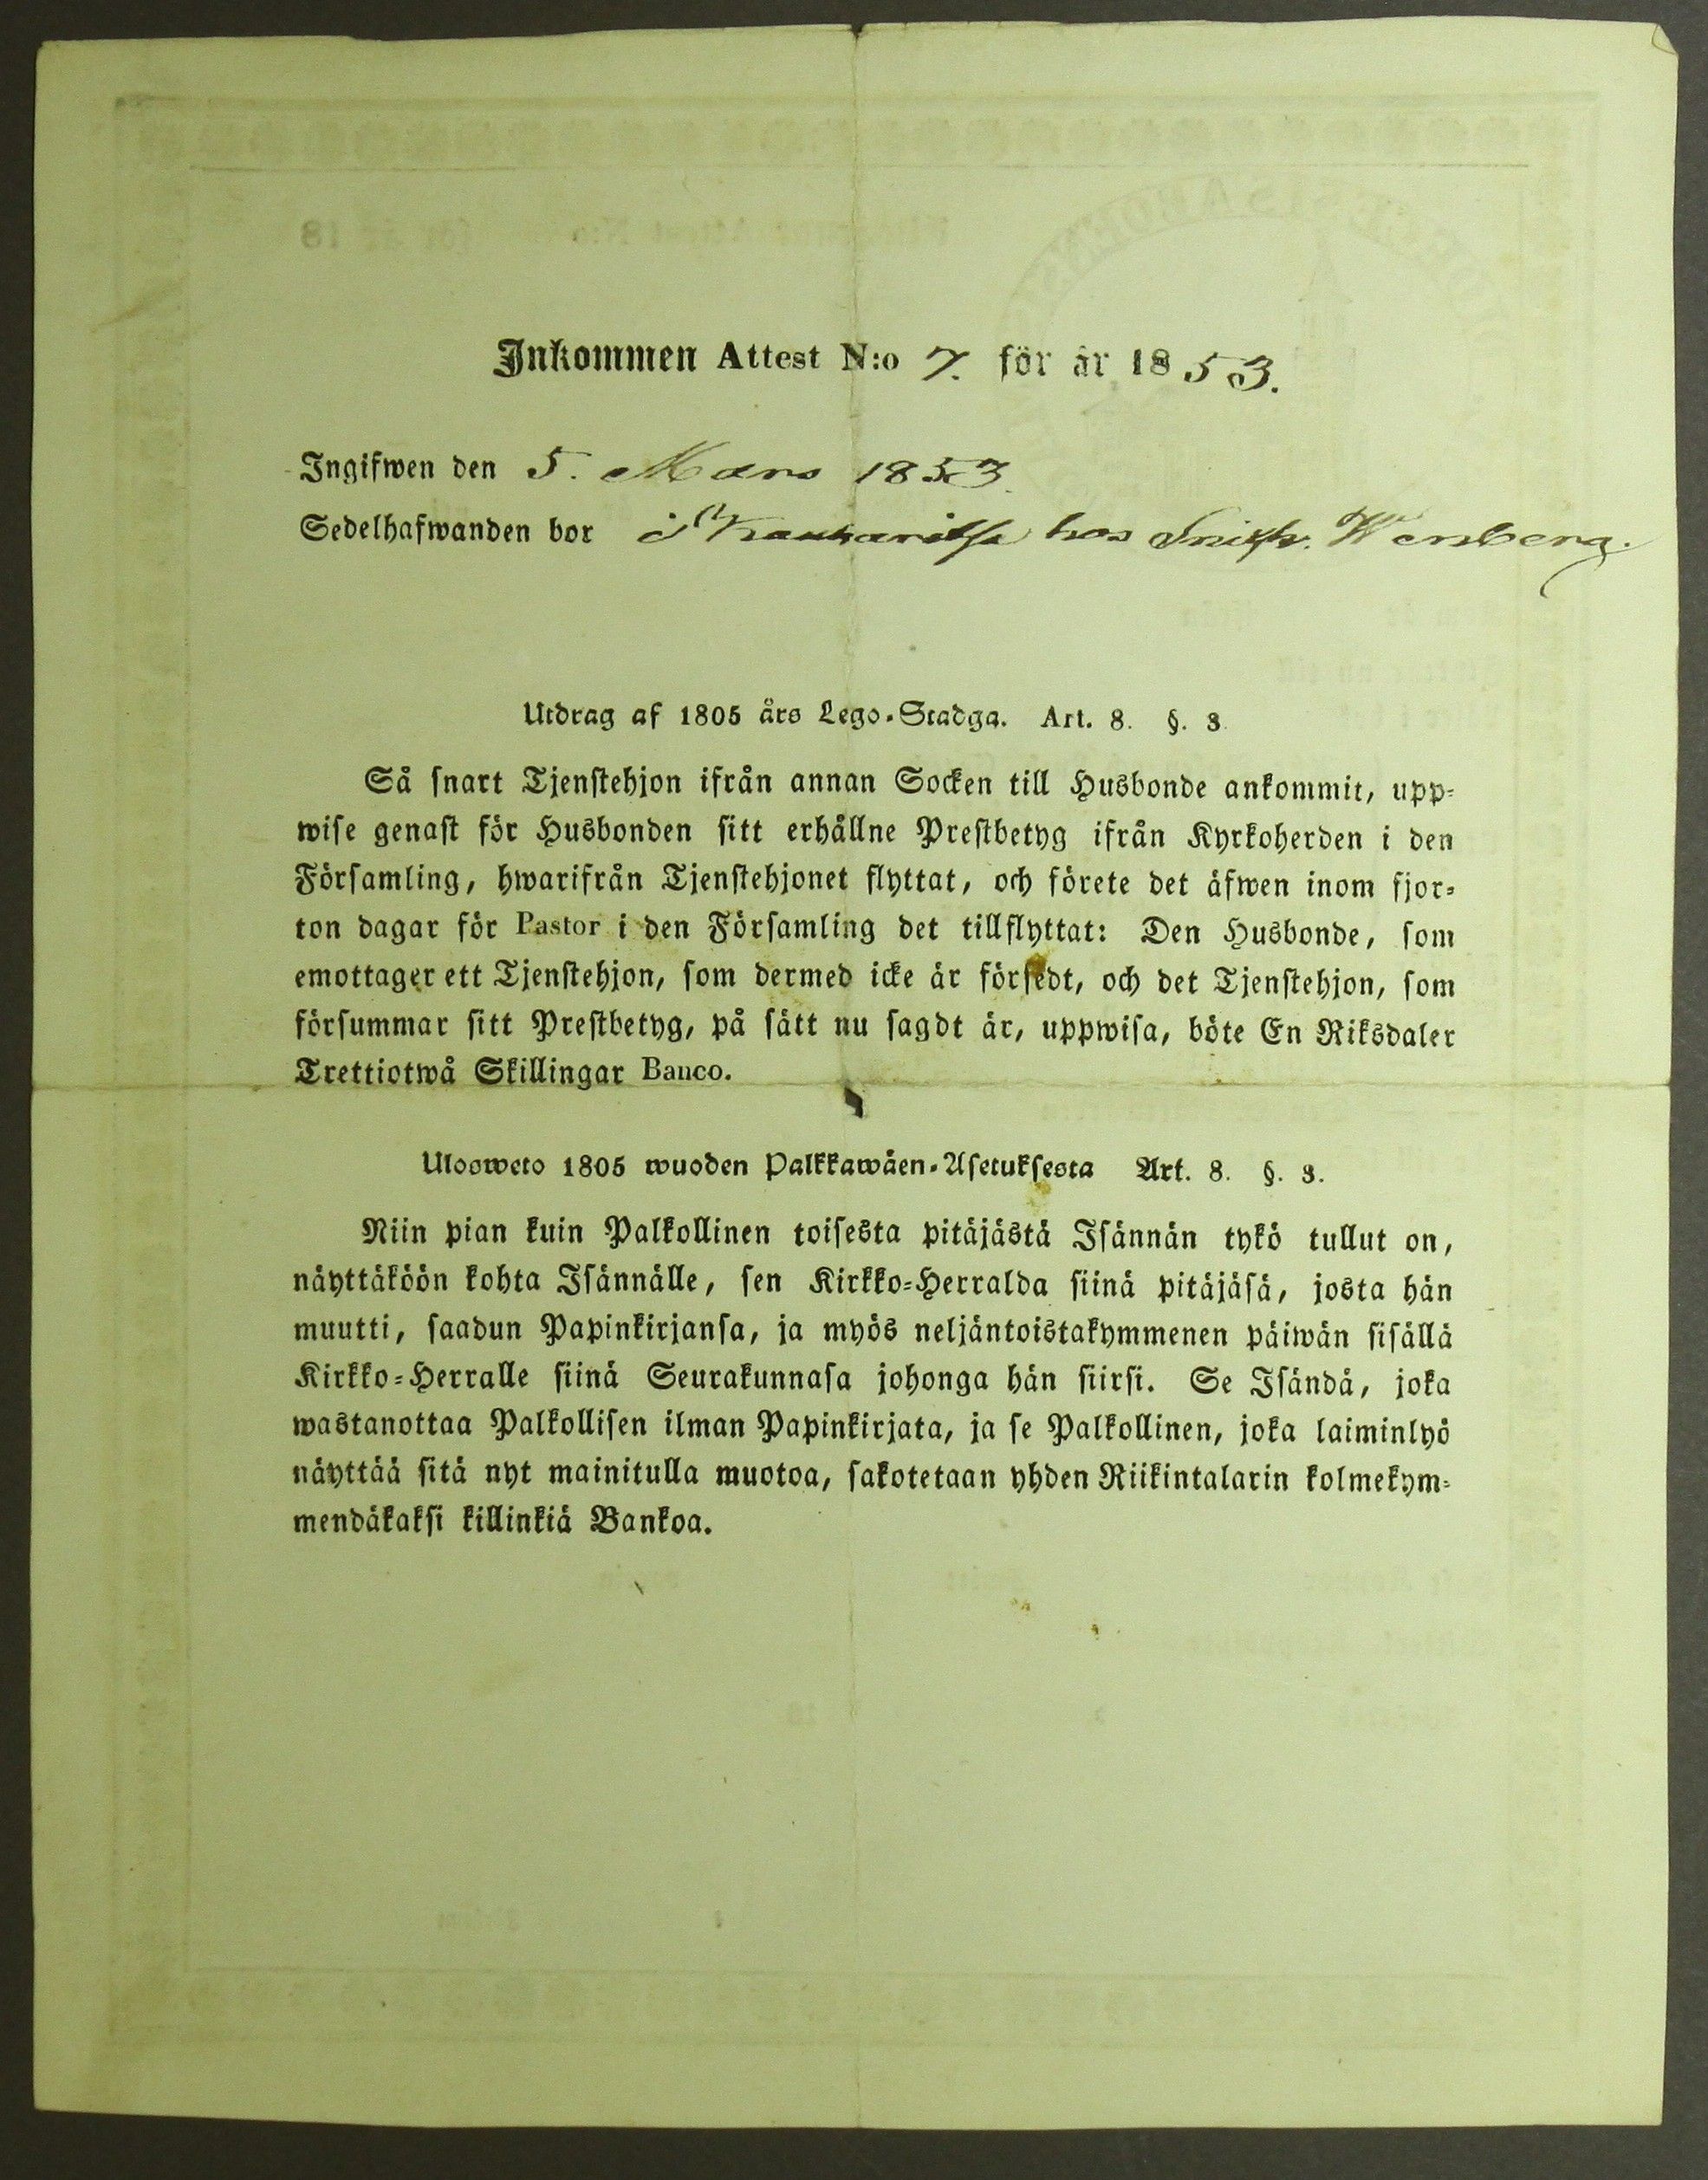 Inkommen Attest N:o 7. för år 1853.
Ingifwen den 5. Mars 1853.
Sedelhafwanden bor i hos Wenberg.
Utdrag af 1805 års Lego-Stadga. Art. 8. §. 3.
Så snart Tjenstehjon ifrån annan Socken till Husbonde ankommit, upp-
wise genast för Husbonden sitt erhållne Prestbetyg ifrån Kyrkoherden i den
Församling, hwarifrån Tjenstehjonet flyttat, och förete det äfwen inom fjor-
ton dagar för Pastor i den Församling det tillflyttat: Den Husbonde, som
emottager ett Tjenstehjon, som dermed icke är försedt, och det Tjenstehjon, som
försummar sitt Prestbetyg, på sätt nu sagdt är, uppwisa, böte En Riksdaler
Trettiotwå Skillingar Banco.
Ulosweto 1805 wuoden Palkkawäen-Asetuksesta Art. 8. §. 3.
Niin pian kuin Palkollinen toisesta pitäjästä Isännän tykö tullut on,
näyttäköön kohta Isännälle, sen Kirkko-Herralda siinä pitäjäsä, josta hän
muutti, saadun Papinkirjansa, ja myös neljäntoistakymmenen päiwän sisällä
Kirkko-Herralle siinä Seurakunnasa johonga hän siirsi. Se Isändä, joka
wastanottaa Palkollisen ilman Papinkirjata, ja se Palkollinen, joka laiminlyö
näyttää sitä nyt mainitulla muotoa, sakotetaan yhden Riikintalarin kolmekym-
mendäkaksi killinkiä Bankoa.